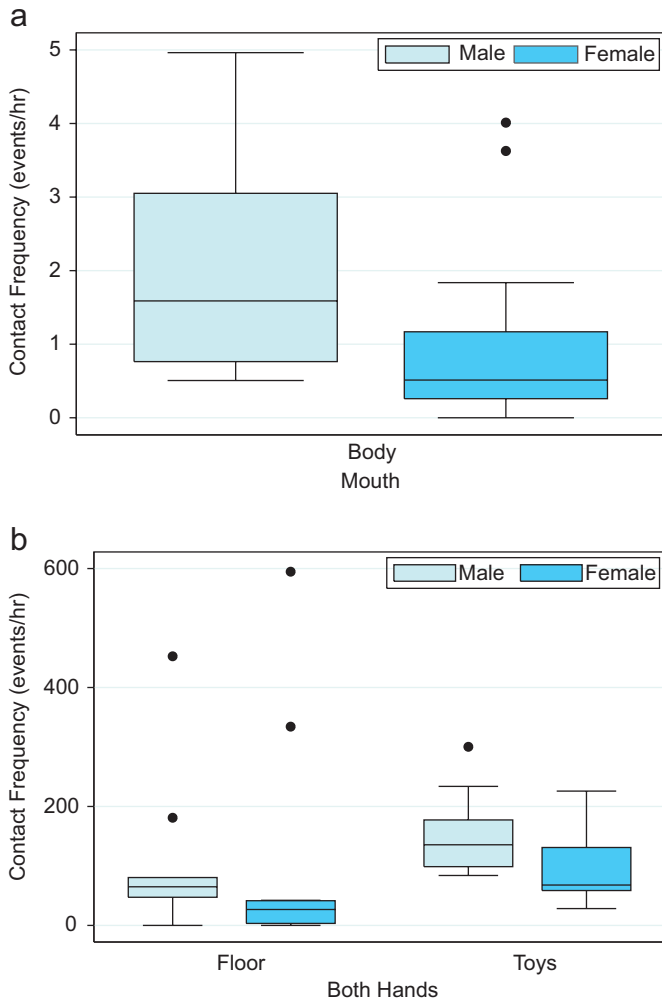 a
Male Female
Contact Frequency (events/hr)
5
4
3
2
1
0
Body
Mouth
b
Male Female
Contact Frequency (events/hr)
600
400
200
0
Floor Toys
Both Hands